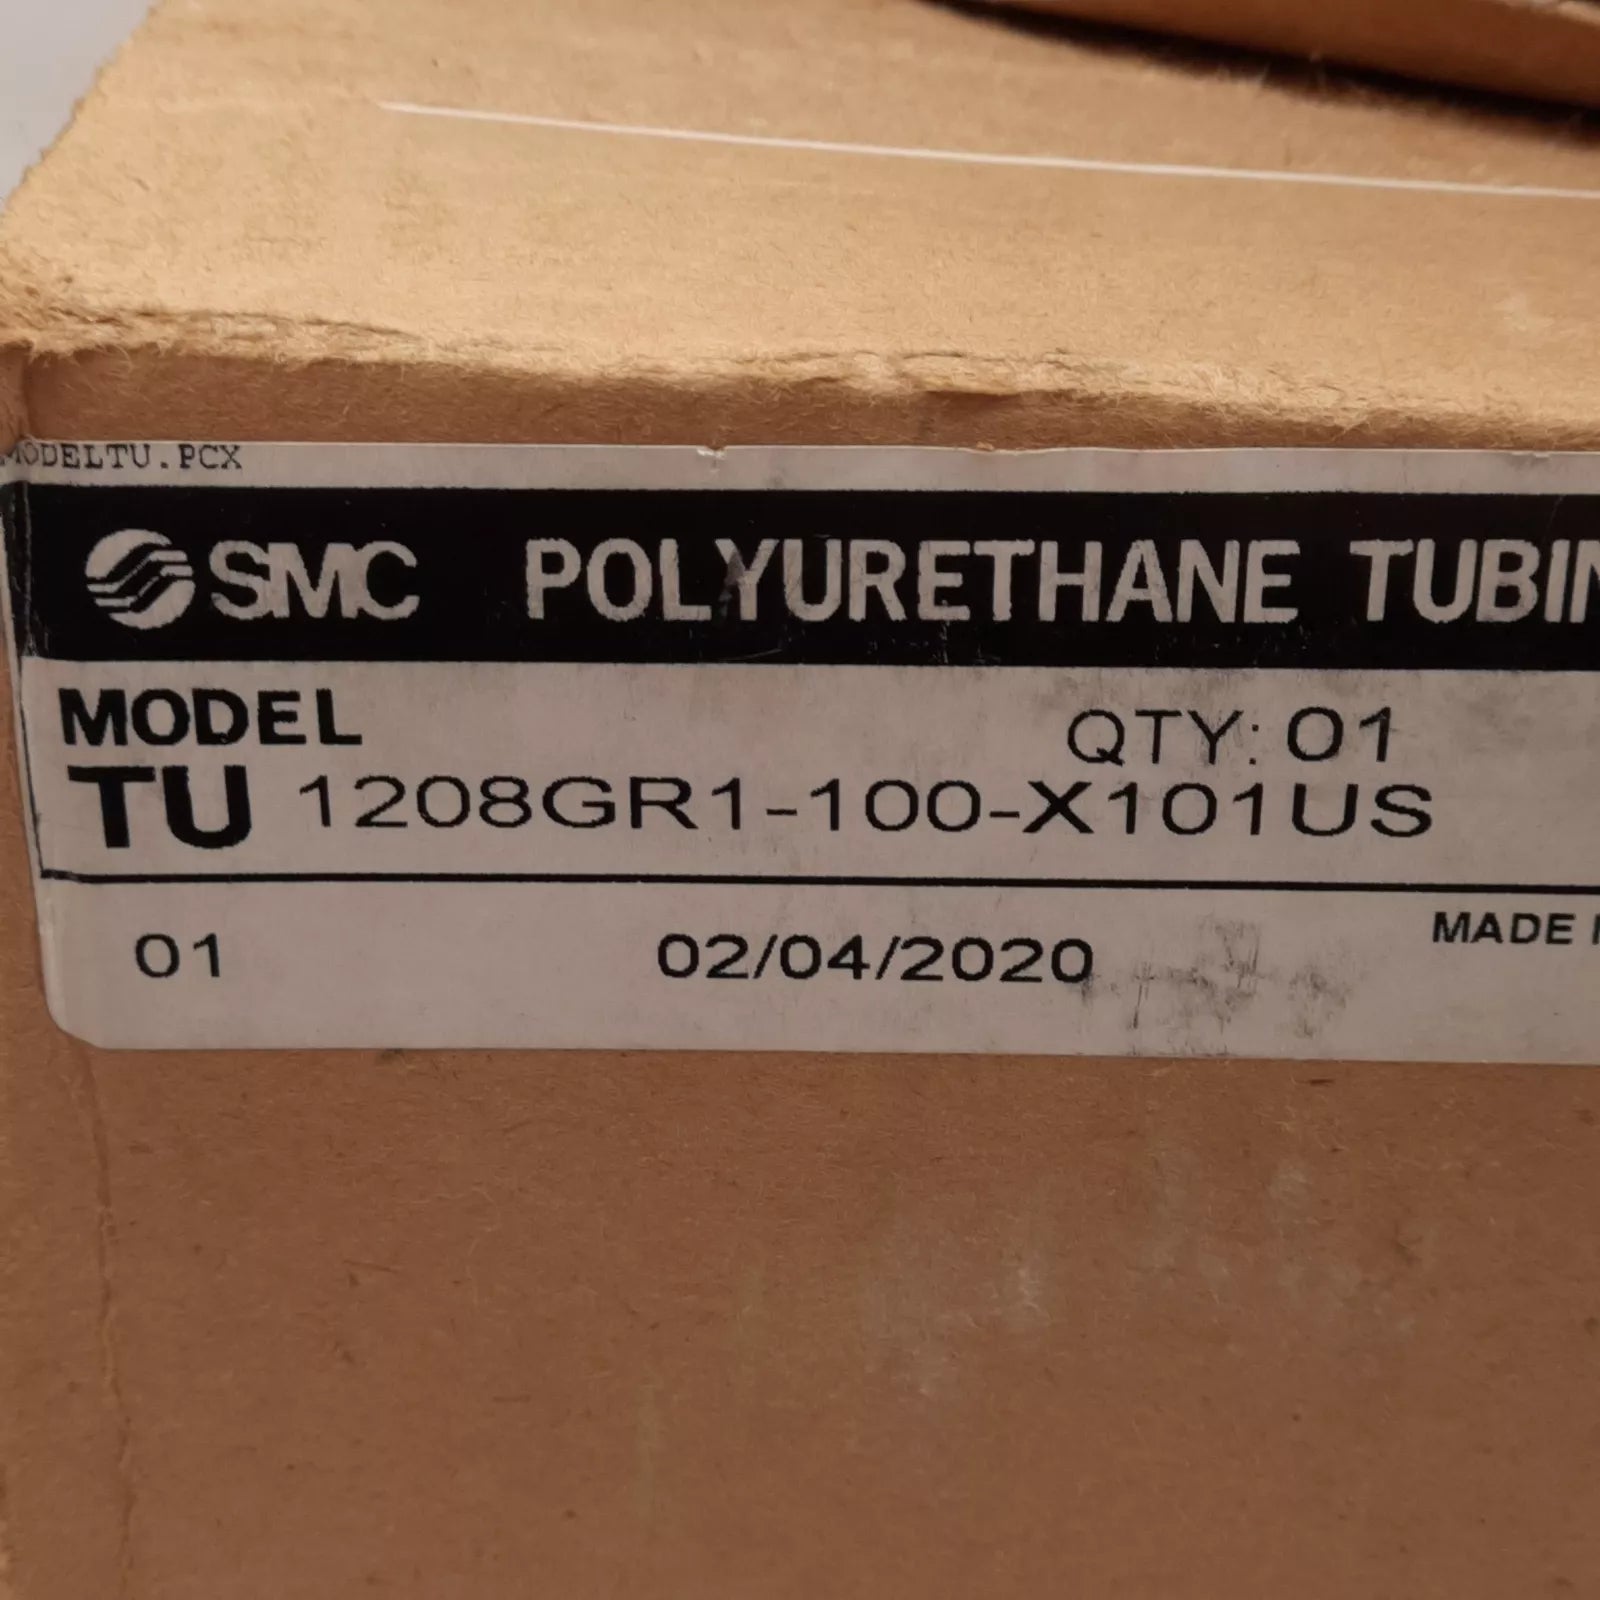 MODELTU.PCX
SMC POLYURETHANE TUBIN
MODEL QTY: 01
TU 1208GR1-100-X101US
01 02/04/2020 MADE